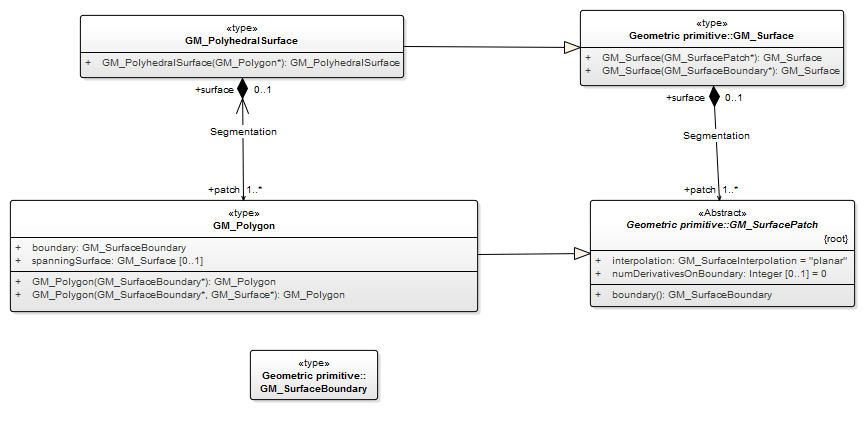 «type»
GM_PolyhedralSurface
+ GM_PolyhedralSurface(GM_Polygon*): GM_PolyhedralSurface
«type»
Geometric primitive::GM_Surface
+ GM_Surface(GM_SurfacePatch*): GM_Surface
+ GM_Surface(GM_SurfaceBoundary*): GM_Surface
+surface 0..1
Segmentation
+patch 1..*
+surface 0..1
Segmentation
+patch 1..*
«type»
GM_Polygon
+ boundary: GM_SurfaceBoundary
+ spanningSurface: GM_Surface [0..1]
+ GM_Polygon(GM_SurfaceBoundary*): GM_Polygon
+ GM_Polygon(GM_SurfaceBoundary*, GM_Surface*): GM_Polygon
«Abstract»
Geometric primitive::GM_SurfacePatch
{root}
+ interpolation: GM_SurfaceInterpolation = "planar"
+ numDerivativesOnBoundary: Integer [0..1] = 0
+ boundary(): GM_SurfaceBoundary
«type»
Geometric primitive::
GM_SurfaceBoundary